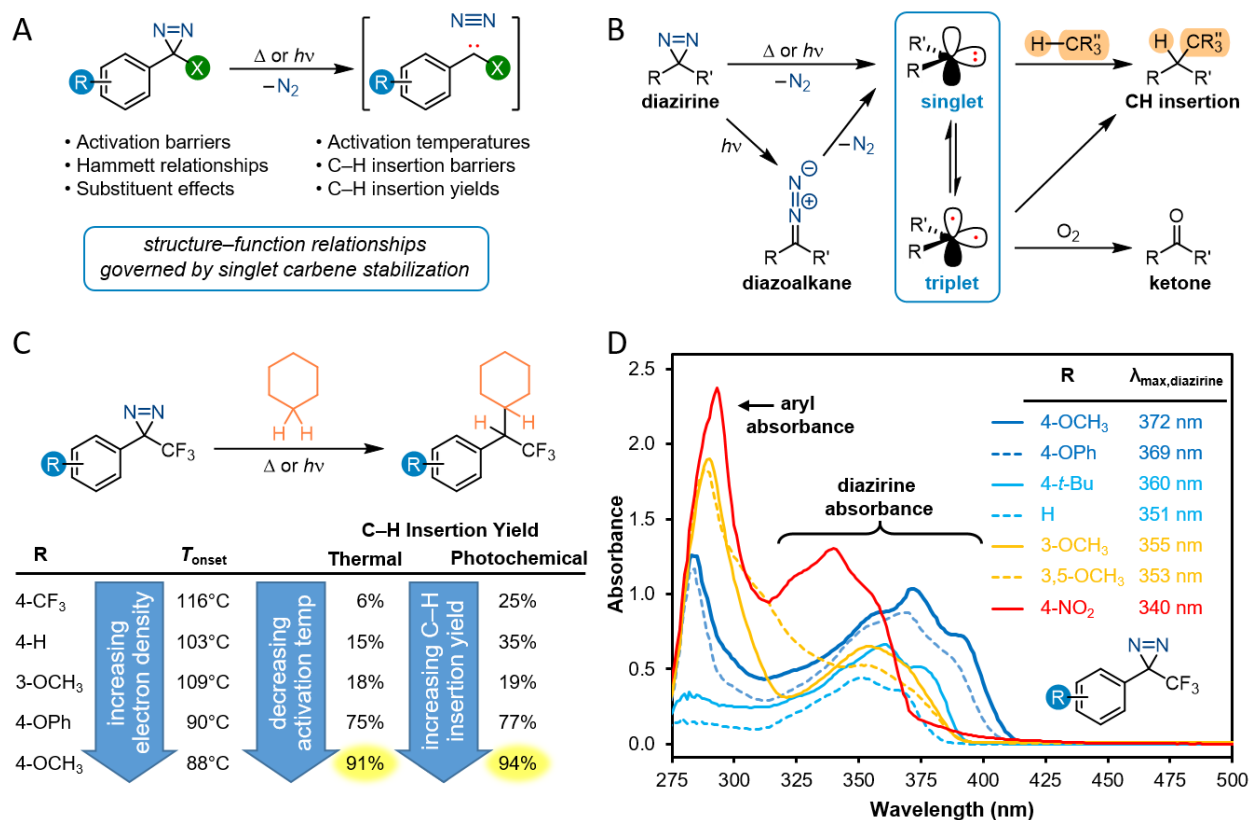 A
N=N
X
R
Δ or hν
–N2
N≡N
R
X
• Activation barriers
• Hammett relationships
• Substituent effects
• Activation temperatures
• C–H insertion barriers
• C–H insertion yields
structure–function relationships
governed by singlet carbene stabilization
B
N=N
R R'
diazirine
Δ or hν
–N2
R'
R
singlet
H–CR″3
H CR″3
R R'
CH insertion
hν
–N2
N ⊖
N ⊕
R R'
diazoalkane
R'
R
triplet
O2
O
R R'
ketone
C
N=N
CF3
R
H H
Δ or hν
H H
CF3
R
C–H Insertion Yield
R Tonset Thermal Photochemical
4-CF3 116°C 6% 25%
4-H 103°C 15% 35%
3-OCH3 109°C 18% 19%
4-OPh 90°C 75% 77%
4-OCH3 88°C 91% 94%
increasing
electron density
decreasing
activation temp
increasing C–H
insertion yield
D
2.5
2.0
1.5
1.0
0.5
0.0
Absorbance
aryl
absorbance
diazirine
absorbance
R λmax,diazirine
4-OCH3 372 nm
4-OPh 369 nm
4-t-Bu 360 nm
H 351 nm
3-OCH3 355 nm
3,5-OCH3 353 nm
4-NO2 340 nm
N=N
CF3
R
275 300 325 350 375 400 425 450 475 500
Wavelength (nm)